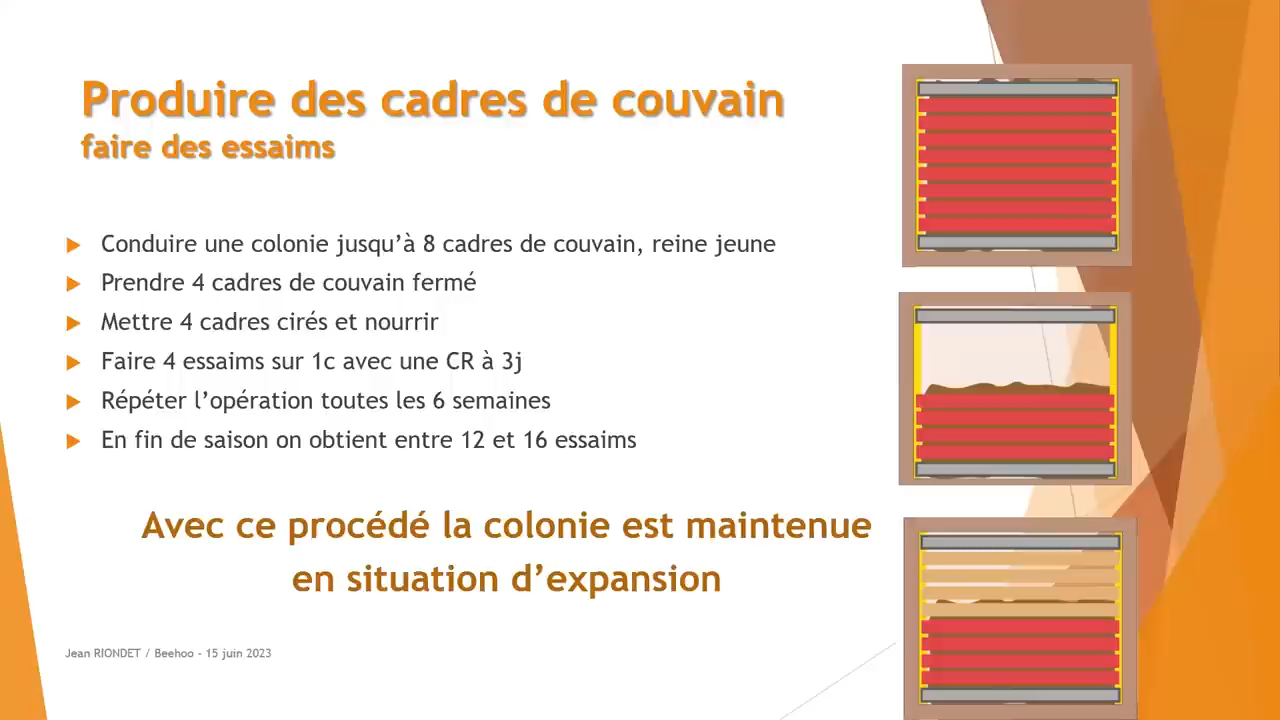 Produire des cadres de couvain
faire des essaims
Conduire une colonie jusqu’à 8 cadres de couvain, reine jeune
Prendre 4 cadres de couvain fermé
Mettre 4 cadres cirés et nourrir
Faire 4 essaims sur 1c avec une CR à 3j
Répéter l’opération toutes les 6 semaines
En fin de saison on obtient entre 12 et 16 essaims
Avec ce procédé la colonie est maintenue
en situation d’expansion
Jean RIONDET / Beehoo - 15 juin 2023